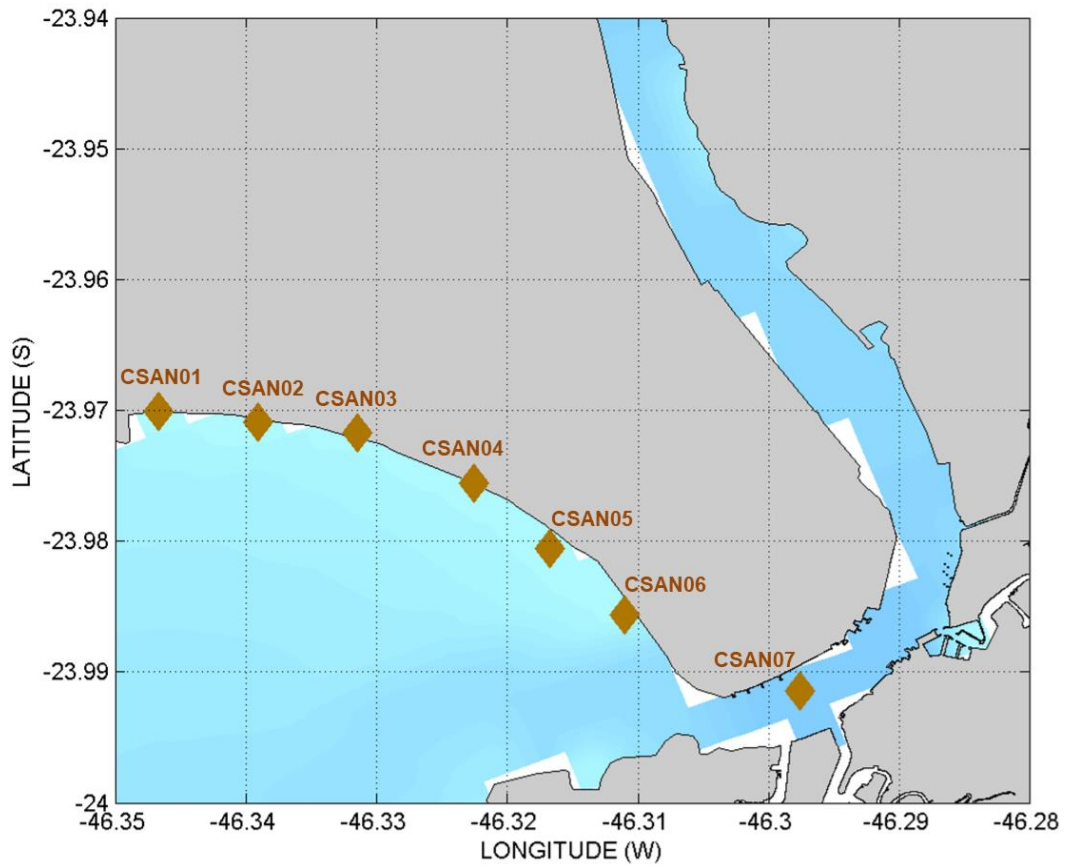 -23.94
-23.95
-23.96
-23.97
-23.98
-23.99
-24
LATITUDE (S)
CSAN01
CSAN02
CSAN03
CSAN04
CSAN05
CSAN06
CSAN07
-46.35 -46.34 -46.33 -46.32 -46.31 -46.3 -46.29 -46.28
LONGITUDE (W)